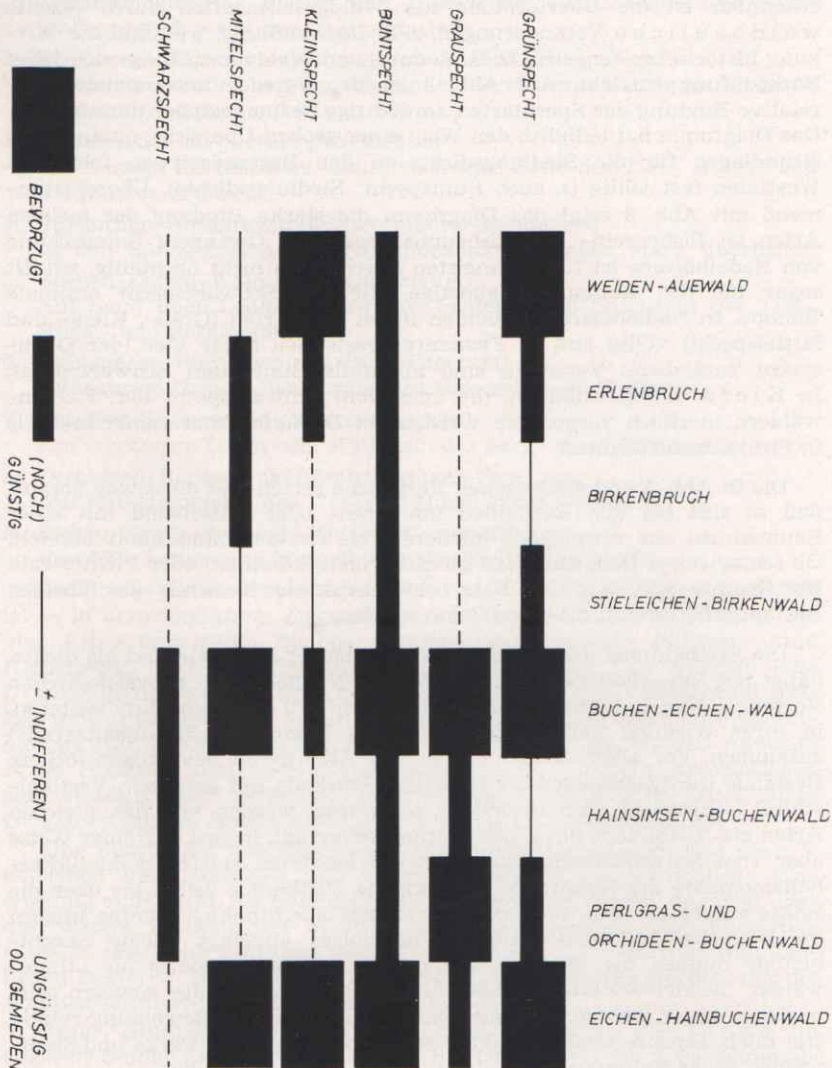 GRÜNSPECHT
GRAUSPECHT
BUNTSPECHT
KLEINSPECHT
MITTELSPECHT
SCHWARZSPECHT
WEIDEN-AUEWALD
ERLENBRUCH
BIRKENBRUCH
STIELEICHEN-BIRKENWALD
BUCHEN-EICHEN-WALD
HAINSIMSEN-BUCHENWALD
PERLGRAS- UND
ORCHIDEEN-BUCHENWALD
EICHEN-HAINBUCHENWALD
BEVORZUGT
(NOCH)
GÜNSTIG
± INDIFFERENT
UNGÜNSTIG
OD. GEMIEDEN